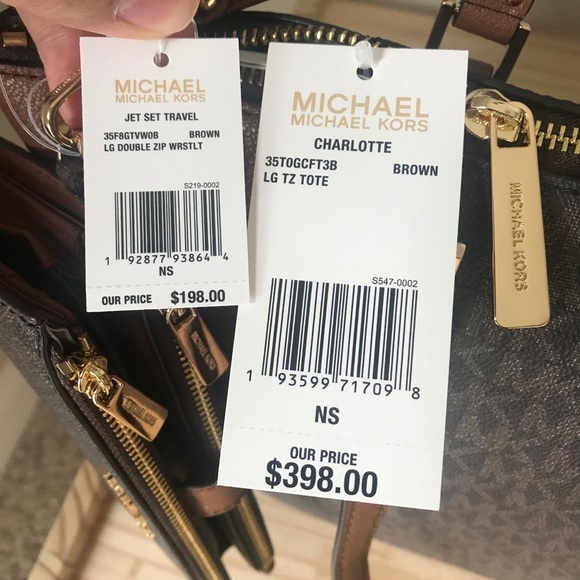 MICHAEL
MICHAEL KORS
JET SET TRAVEL
35F8GTVW0B BROWN
LG DOUBLE ZIP WRSTLT
S219-0002
1 92877 93864 4
NS
OUR PRICE $198.00
MICHAEL
MICHAEL KORS
CHARLOTTE
35T0GCFT3B BROWN
LG TZ TOTE
S547-0002
1 93599 71709 8
NS
OUR PRICE
$398.00
MICHAEL KORS